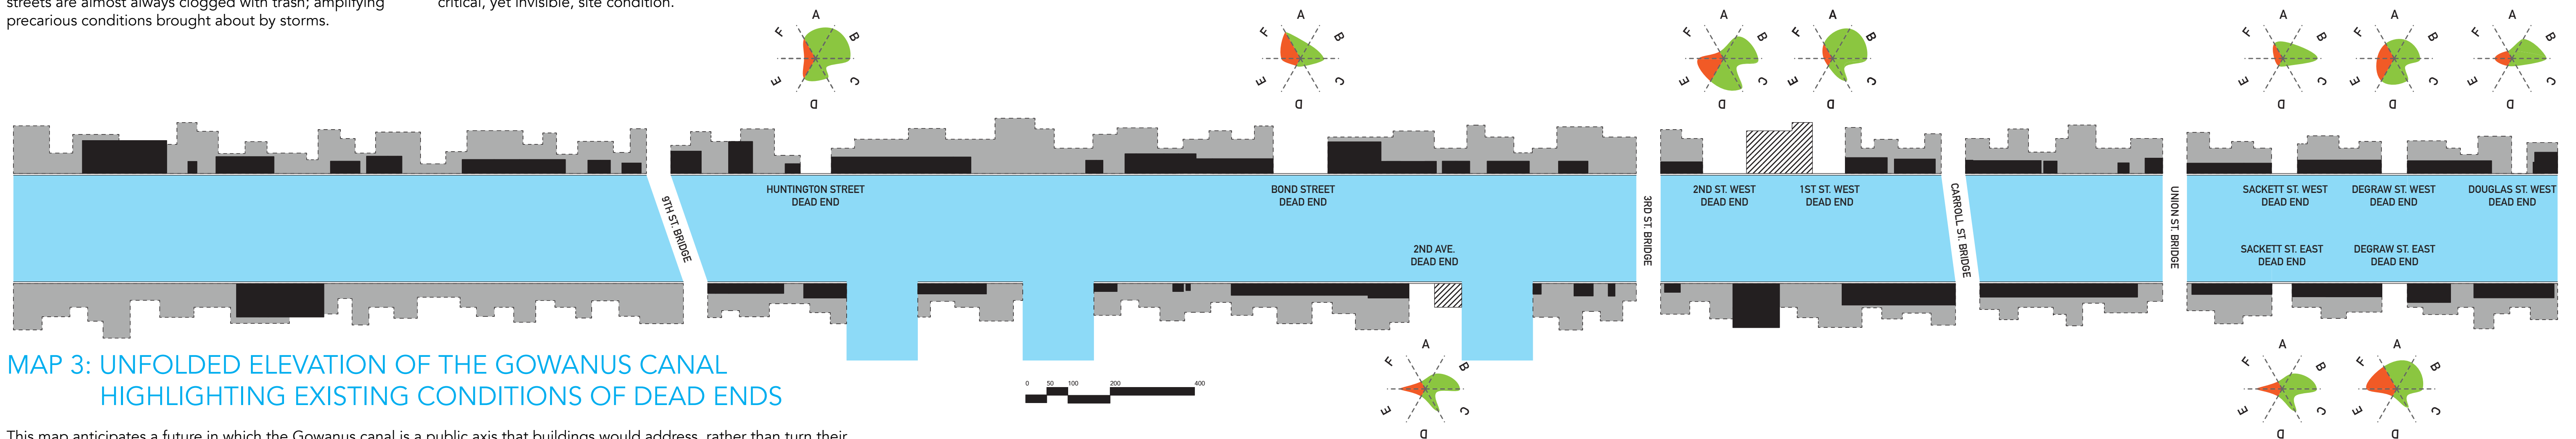 streets are almost always clogged with trash; amplifying
precarious conditions brought about by storms.
critical, yet invisible, site condition.
A
B
C
D
E
F
A
B
C
D
E
F
A
B
C
D
E
F
A
B
C
D
E
F
A
B
C
D
E
F
A
B
C
D
E
F
A
B
C
D
E
F
HUNTINGTON STREET
DEAD END
BOND STREET
DEAD END
2ND ST. WEST
DEAD END
1ST ST. WEST
DEAD END
SACKETT ST. WEST
DEAD END
DEGRAW ST. WEST
DEAD END
DOUGLAS ST. WEST
DEAD END
9TH ST. BRIDGE
3RD ST. BRIDGE
CARROLL ST. BRIDGE
UNION ST. BRIDGE
2ND AVE.
DEAD END
SACKETT ST. EAST
DEAD END
DEGRAW ST. EAST
DEAD END
A
B
C
D
E
F
A
B
C
D
E
F
A
B
C
D
E
F
MAP 3: UNFOLDED ELEVATION OF THE GOWANUS CANAL
HIGHLIGHTING EXISTING CONDITIONS OF DEAD ENDS
0 50 100 200 400
This map anticipates a future in which the Gowanus canal is a public axis that buildings would address, rather than turn their